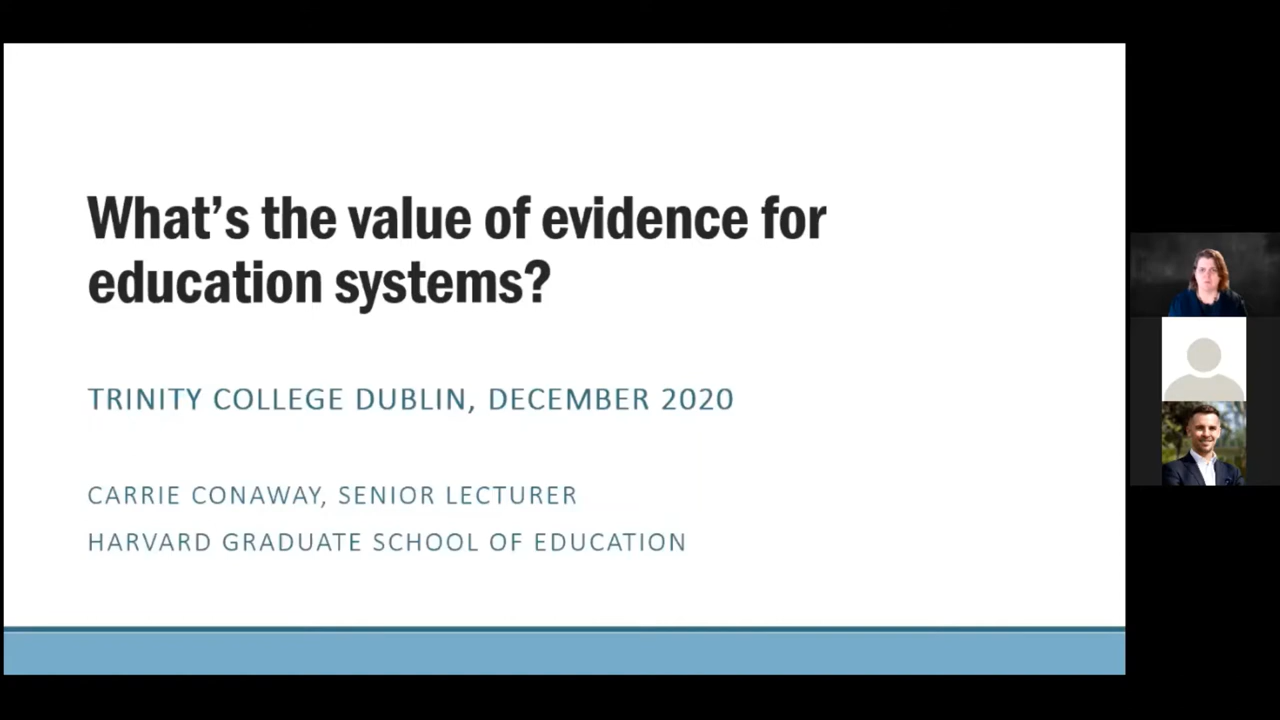 What's the value of evidence for
education systems?
TRINITY COLLEGE DUBLIN, DECEMBER 2020
CARRIE CONAWAY, SENIOR LECTURER
HARVARD GRADUATE SCHOOL OF EDUCATION